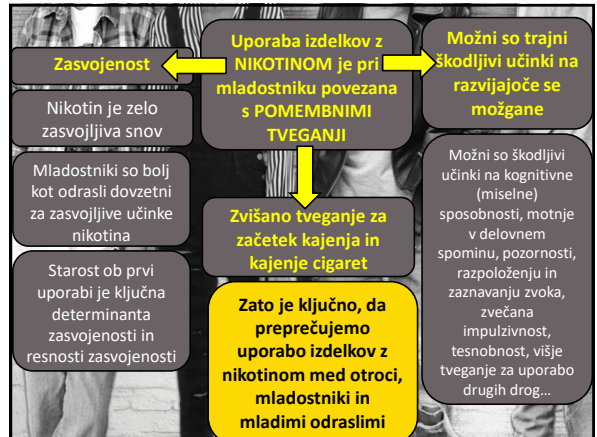 Zasvojenost
Nikotin je zelo
zasvojljiva snov
Mladostniki so bolj
kot odrasli dovzetni
za zasvojljive učinke
nikotina
Starost ob prvi
uporabi je ključna
determinanta
zasvojenosti in
resnosti zasvojenosti
Uporaba izdelkov z
NIKOTINOM je pri
mladostniku povezana
s POMEMBNIMI
TVEGANJI
Zvišano tveganje za
začetek kajenja in
kajenje cigaret
Zato je ključno, da
preprečujemo
uporabo izdelkov z
nikotinom med otroci,
mladostniki in
mladimi odraslimi
Možni so trajni
škodljivi učinki na
razvijajoče se
možgane
Možni so škodljivi
učinki na kognitivne
(miselne)
sposobnosti, motnje
v delovnem
spominu, pozornosti,
razpoloženju in
zaznavanju zvoka,
zvečana
impulzivnost,
tesnobnost, višje
tveganje za uporabo
drugih drog...